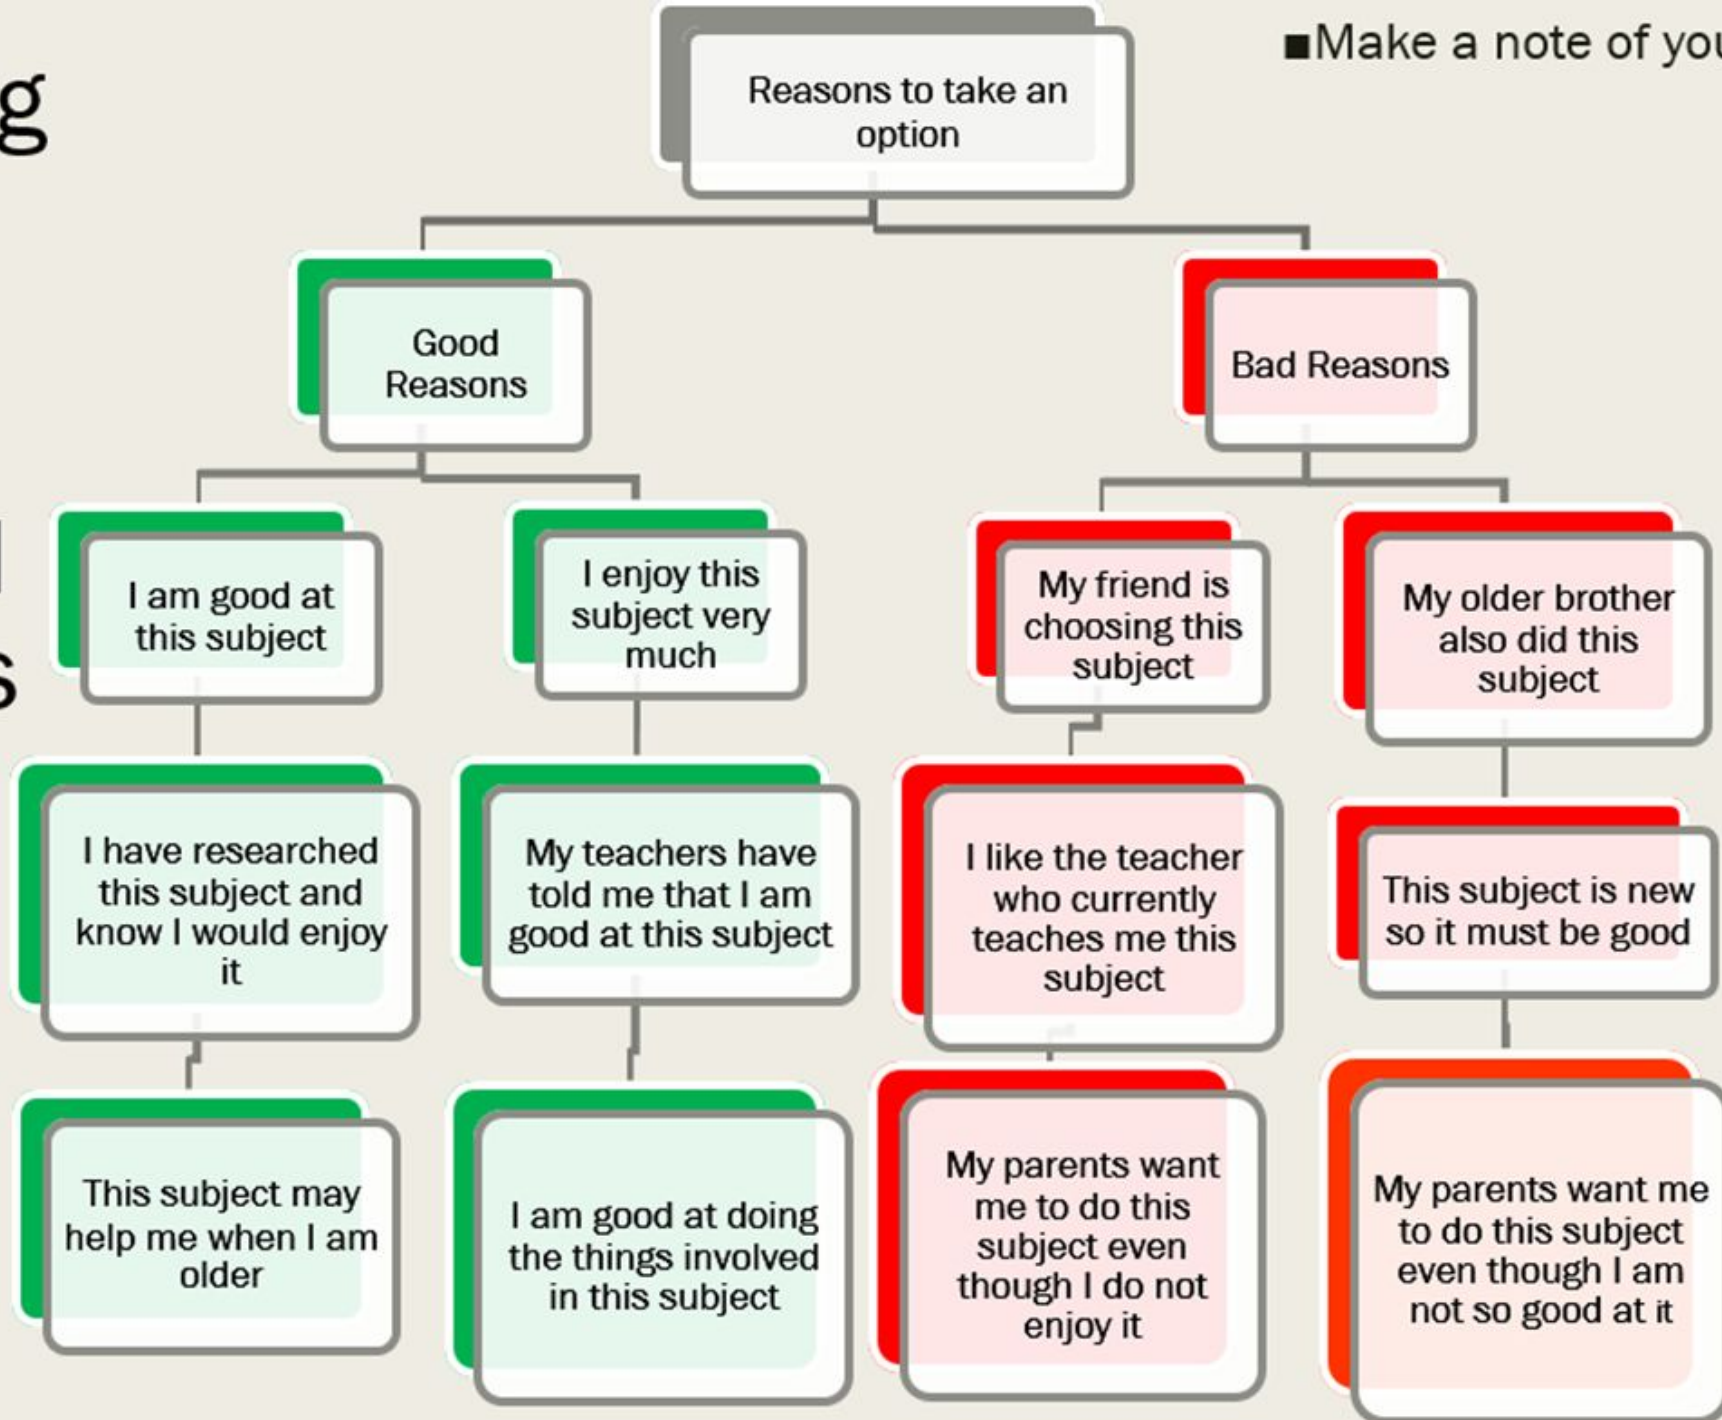 g
■Make a note of you
Reasons to take an
option
Good
Reasons
Bad Reasons
I am good at
this subject
I enjoy this
subject very
much
My friend is
choosing this
subject
My older brother
also did this
subject
I have researched
this subject and
know I would enjoy
it
My teachers have
told me that I am
good at this subject
I like the teacher
who currently
teaches me this
subject
This subject is new
so it must be good
This subject may
help me when I am
older
I am good at doing
the things involved
in this subject
My parents want
me to do this
subject even
though I do not
enjoy it
My parents want me
to do this subject
even though I am
not so good at it